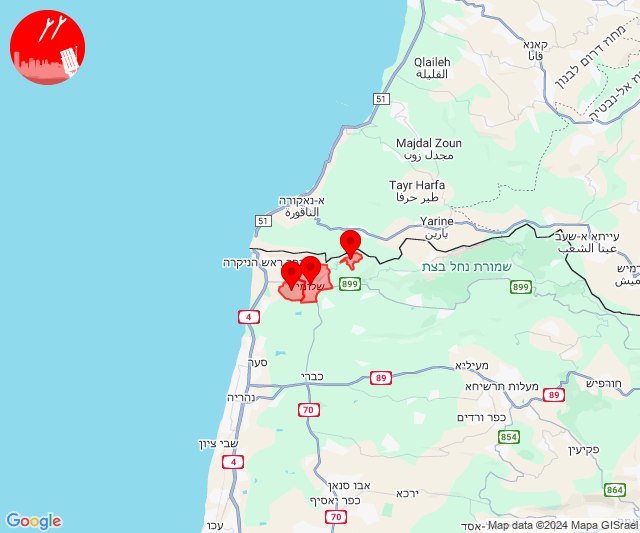 מחוז דרום לבנון
קאנא
قانا
Qlaileh
القليلة
51
Majdal Zoun
مجدل زون
א-נאקורה
الناقورة
Tayr Harfa
طير حرفا
51
Yarine
يارين
עייתא א-שעב
عيتا الشعب
ראש הניקרה
שמורת נחל בצת
שלומי
899
899
4
סער
כברי
89
מעיליא
מעלות תרשיחא
חורפיש
89
נהריה
70
כפר ורדים
854
שבי ציון
פקיעין
4
אבו סנאן
ירכא
כפר יאסיף
864
70
עכו
Google
Map data ©2024 Mapa GISrael